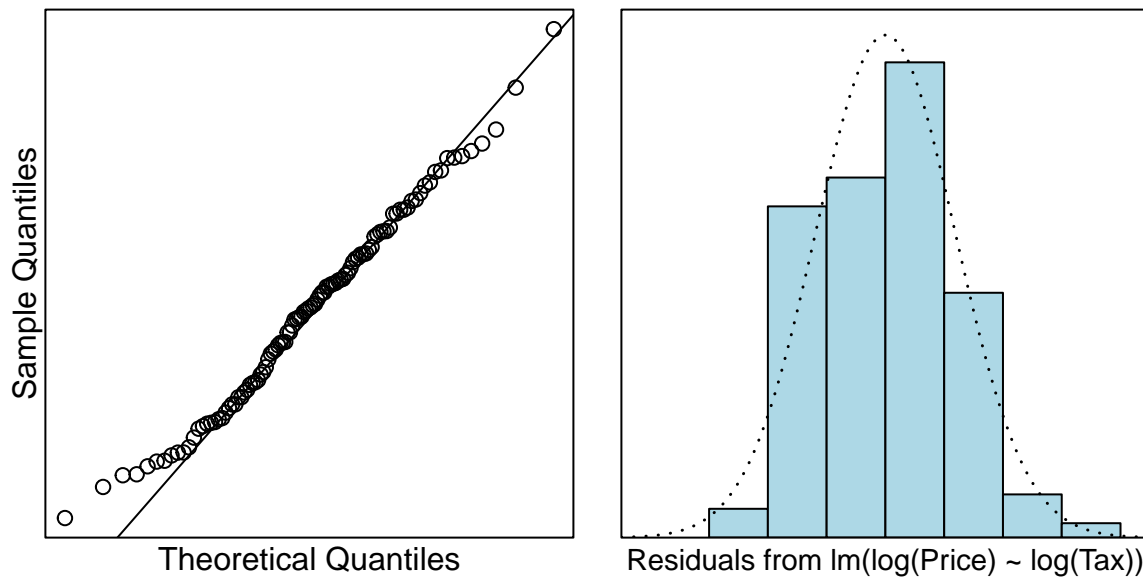 Sample Quantiles
Theoretical Quantiles
Residuals from lm(log(Price) ~ log(Tax))